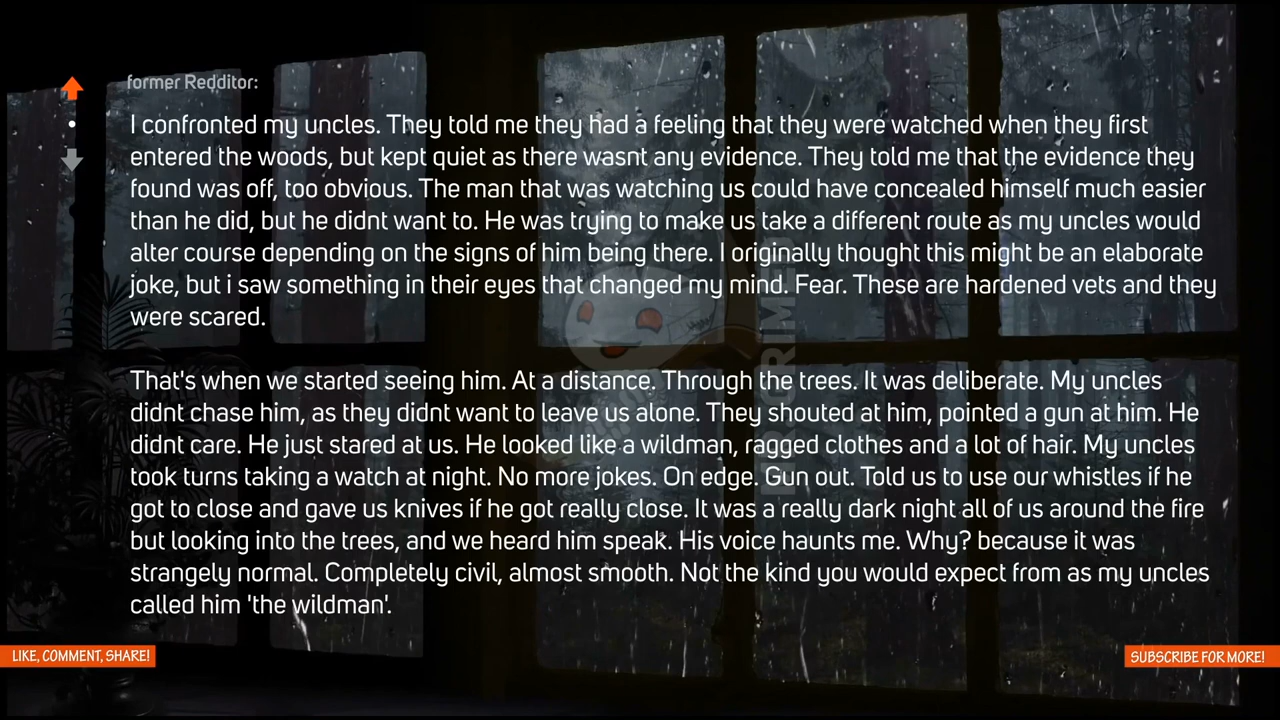 former Redditor:
I confronted my uncles. They told me they had a feeling that they were watched when they first
entered the woods, but kept quiet as there wasnt any evidence. They told me that the evidence they
found was off, too obvious. The man that was watching us could have concealed himself much easier
than he did, but he didnt want to. He was trying to make us take a different route as my uncles would
alter course depending on the signs of him being there. I originally thought this might be an elaborate
joke, but i saw something in their eyes that changed my mind. Fear. These are hardened vets and they
were scared.
That's when we started seeing him. At a distance. Through the trees. It was deliberate. My uncles
didnt chase him, as they didnt want to leave us alone. They shouted at him, pointed a gun at him. He
didnt care. He just stared at us. He looked like a wildman, ragged clothes and a lot of hair. My uncles
took turns taking a watch at night. No more jokes. On edge. Gun out. Told us to use our whistles if he
got to close and gave us knives if he got really close. It was a really dark night all of us around the fire
but looking into the trees, and we heard him speak. His voice haunts me. Why? because it was
strangely normal. Completely civil, almost smooth. Not the kind you would expect from as my uncles
called him 'the wildman'.
LIKE, COMMENT, SHARE!
SUBSCRIBE FOR MORE!